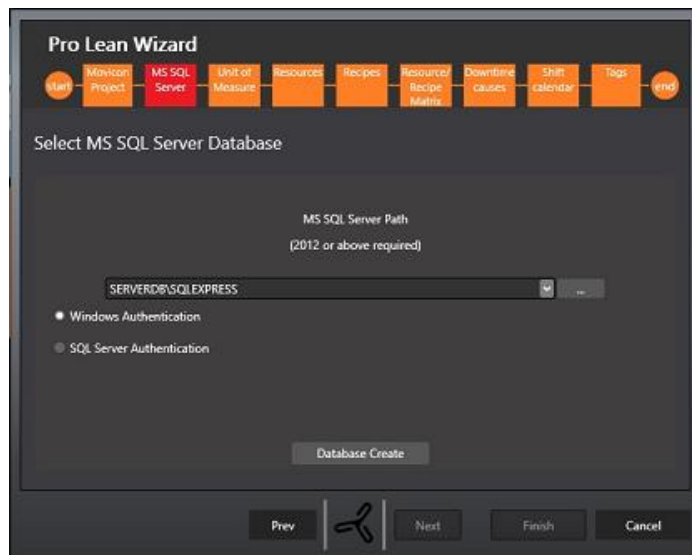 Pro Lean Wizard
start
Movicon
Project
MS SQL
Server
Unit of
Measure
Resources
Recipes
Resource/
Recipe
Matrix
Downtime
causes
Shift
calendar
Tags
end
Select MS SQL Server Database
MS SQL Server Path
(2012 or above required)
SERVERDB\SQLEXPRESS
...
Windows Authentication
SQL Server Authentication
Database Create
Prev
Next
Finish
Cancel